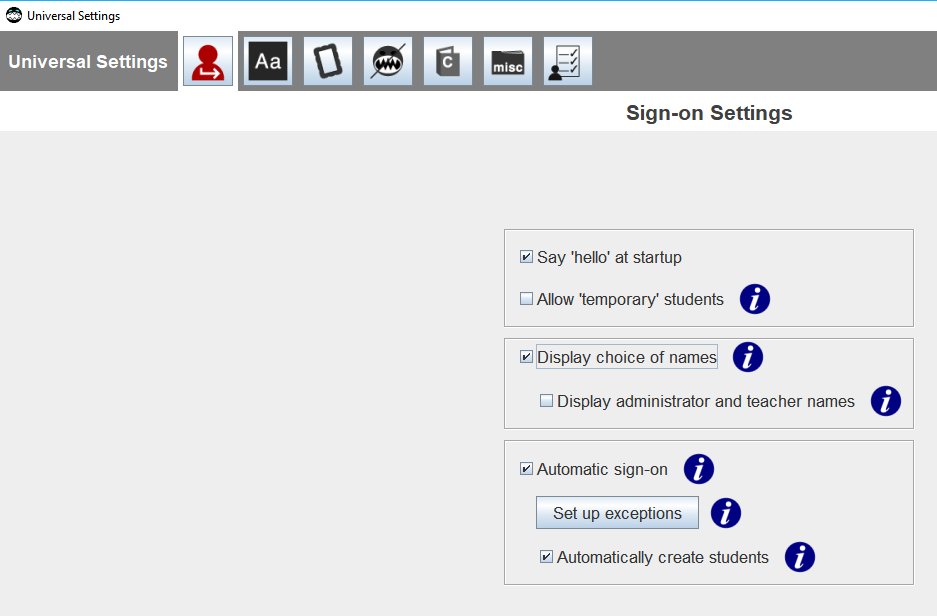 Universal Settings
Universal Settings
Aa
C
misc
Sign-on Settings
Say 'hello' at startup
Allow 'temporary' students i
Display choice of names i
Display administrator and teacher names i
Automatic sign-on i
Set up exceptions i
Automatically create students i